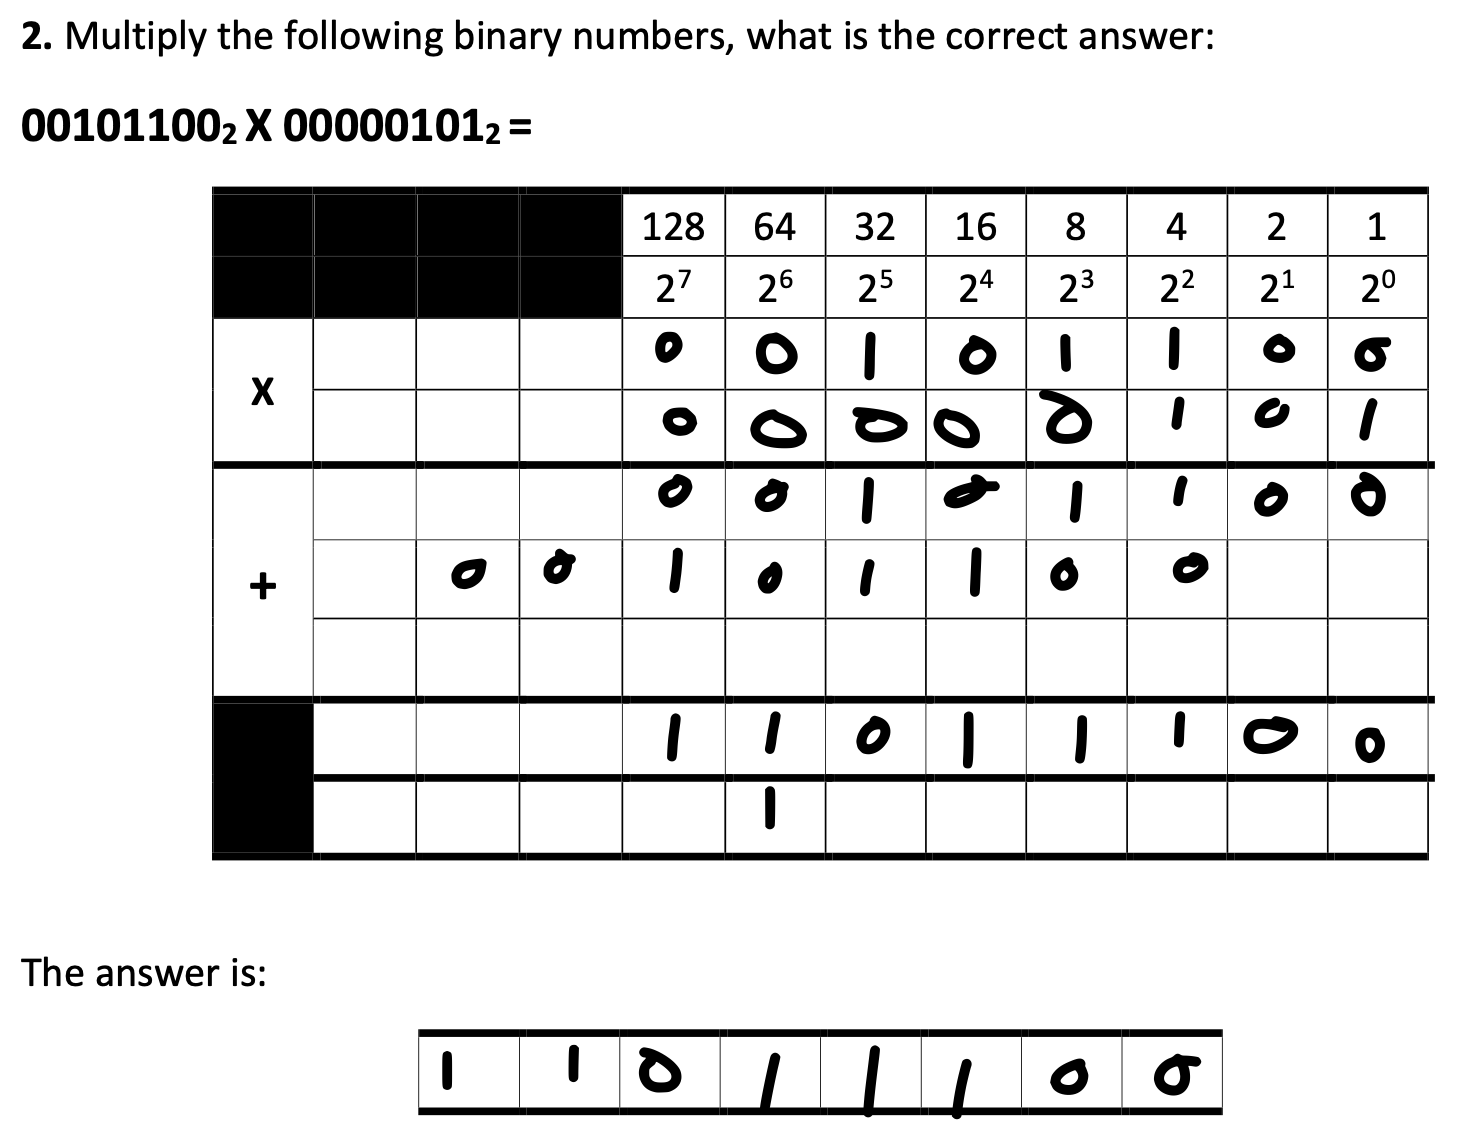 2. Multiply the following binary numbers, what is the correct answer:
00101100₂ X 00000101₂ =
128 64 32 16 8 4 2 1
2⁷ 2⁶ 2⁵ 2⁴ 2³ 2² 2¹ 2⁰
X
0 0 1 0 1 1 0 0
0 0 0 0 0 1 0 1
+
0 0 1 0 1 1 0 0
0 0 1 0 1 1 0 0
1 1 0 1 1 1 0 0
1
The answer is:
1 1 0 1 1 1 0 0